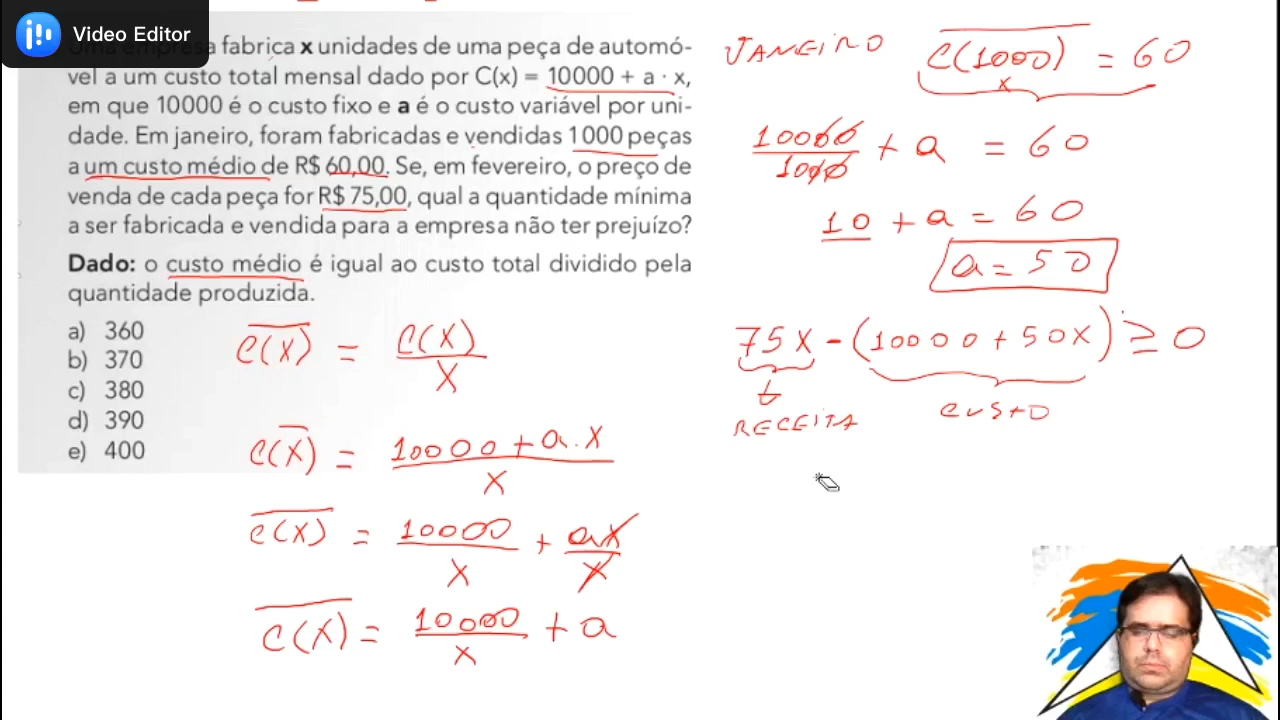 Video Editor
Uma empresa fabrica x unidades de uma peça de automó-
vel a um custo total mensal dado por C(x) = 10000 + a · x,
em que 10000 é o custo fixo e a é o custo variável por uni-
dade. Em janeiro, foram fabricadas e vendidas 1000 peças
a um custo médio de R$ 60,00. Se, em fevereiro, o preço de
venda de cada peça for R$ 75,00, qual a quantidade mínima
a ser fabricada e vendida para a empresa não ter prejuízo?
Dado: o custo médio é igual ao custo total dividido pela
quantidade produzida.
a) 360
b) 370
c) 380
d) 390
e) 400
C(X) = C(X)/X
C(X) = 10000 + a.X/X
C(X) = 10000/X + aX/X
C(X) = 10000/X + a
JANEIRO C(1000) = 60
X
10000/1000 + a = 60
10 + a = 60
a = 50
75X - (10000 + 50X) ≥ 0
RECEITA CUSTO